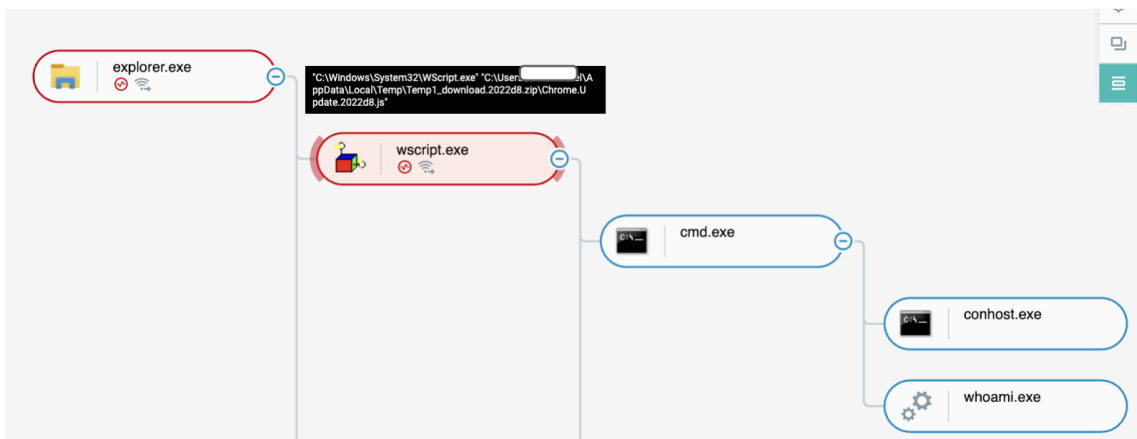 explorer.exe
"C:\Windows\System32\WScript.exe" "C:\Users el\A
ppData\Local\Temp\Temp1_download.2022d8.zip\Chrome.U
pdate.2022d8.js"
wscript.exe
cmd.exe
conhost.exe
whoami.exe